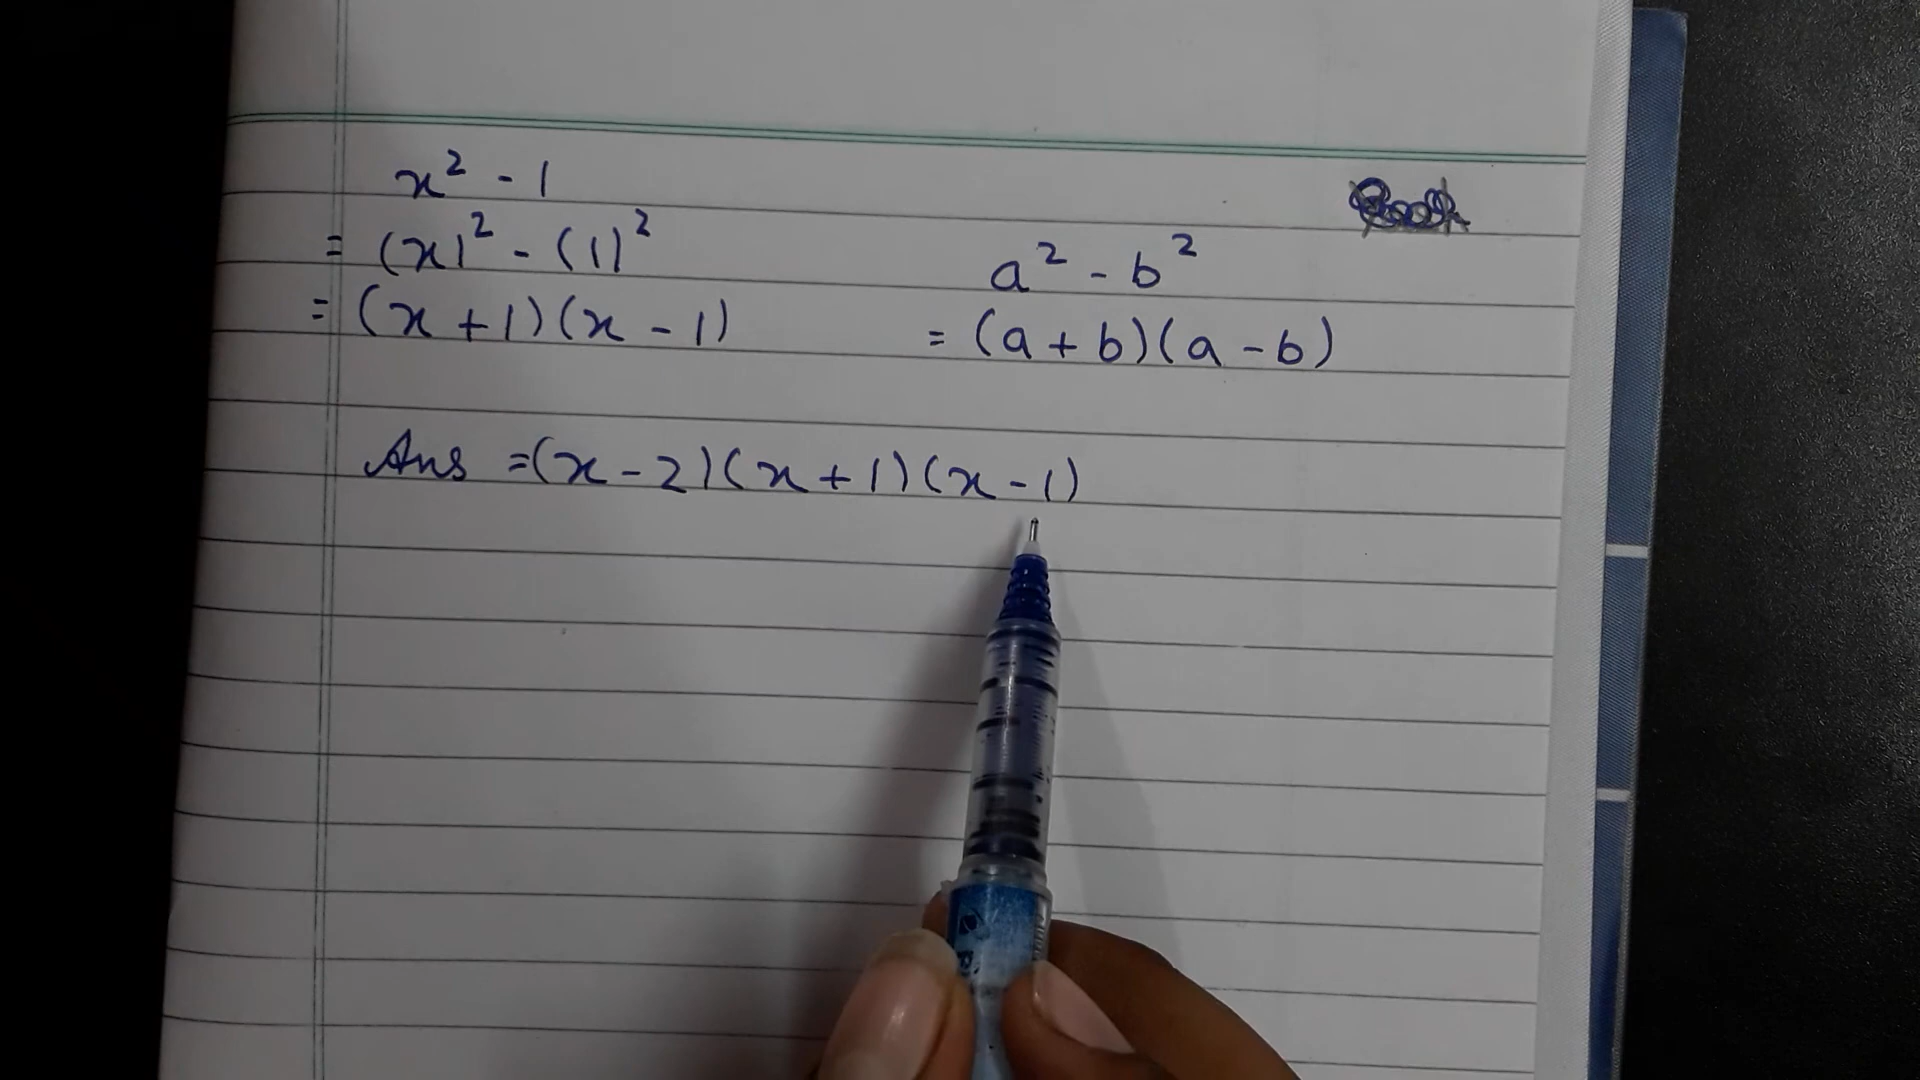 x² - 1
= (x)² - (1)²
= (x + 1)(x - 1)
a² - b²
= (a + b)(a - b)
Ans = (x - 2)(x + 1)(x - 1)